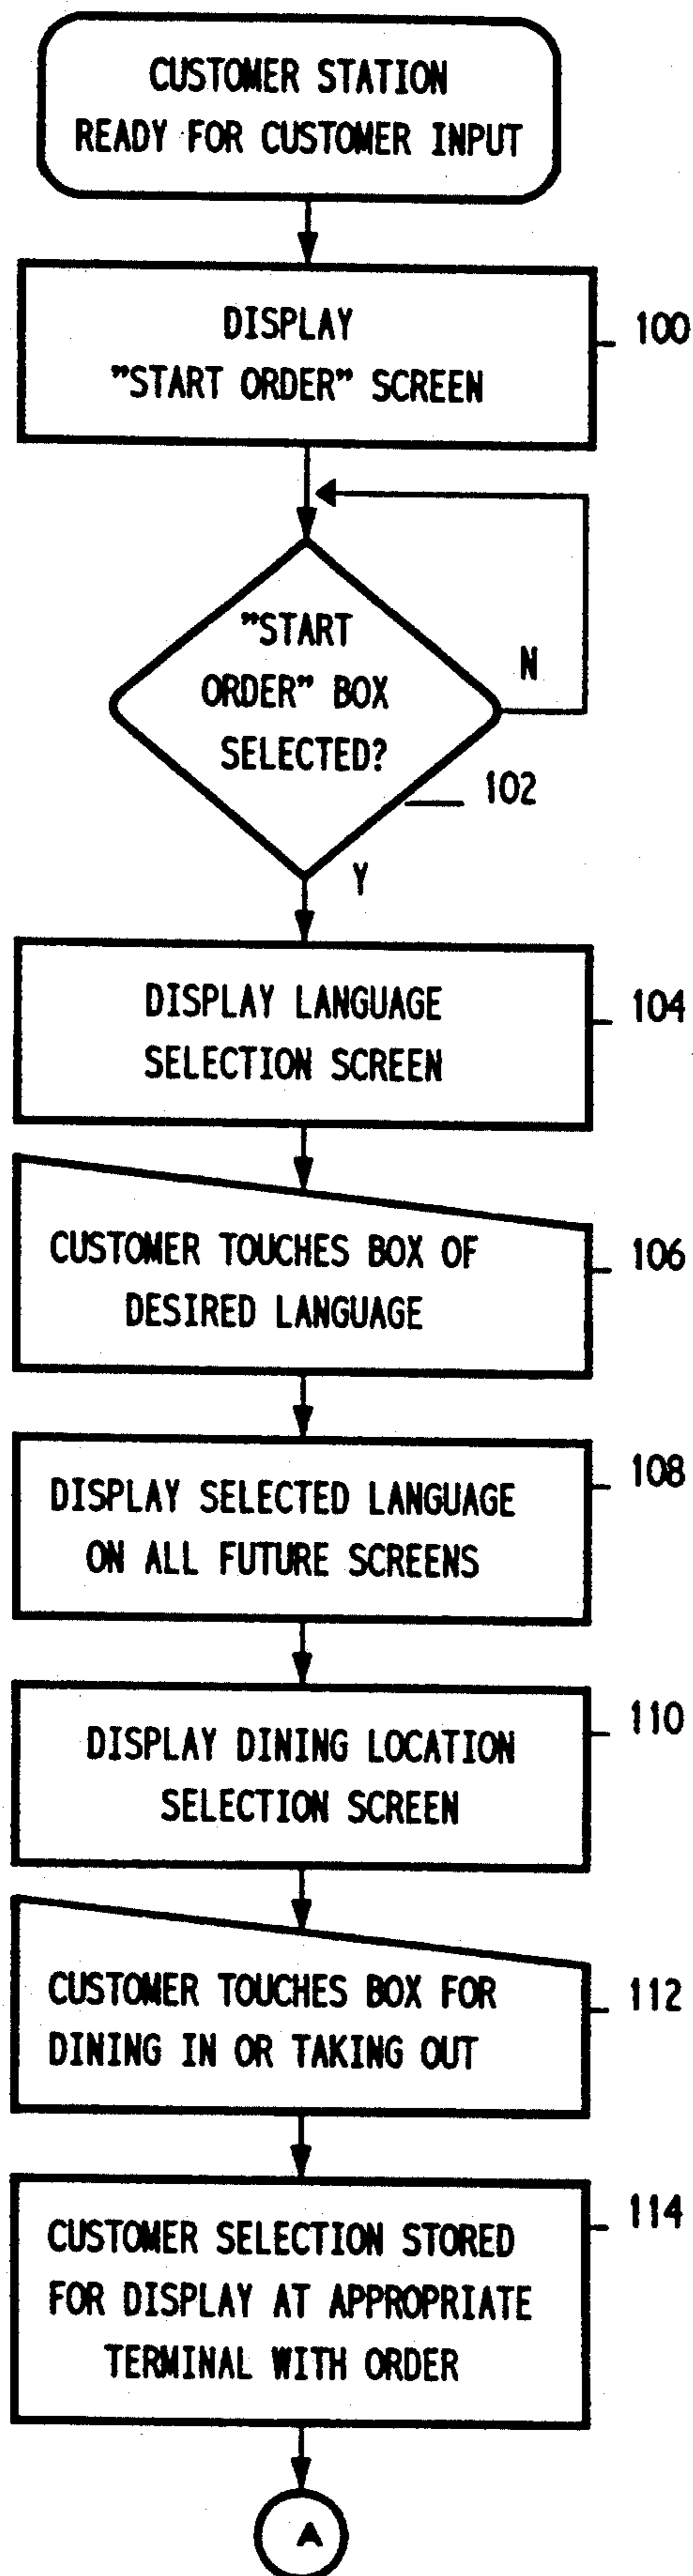 CUSTOMER STATION
READY FOR CUSTOMER INPUT
DISPLAY
"START ORDER" SCREEN
100
"START
ORDER" BOX
SELECTED?
N
102
Y
DISPLAY LANGUAGE
SELECTION SCREEN
104
CUSTOMER TOUCHES BOX OF
DESIRED LANGUAGE
106
DISPLAY SELECTED LANGUAGE
ON ALL FUTURE SCREENS
108
DISPLAY DINING LOCATION
SELECTION SCREEN
110
CUSTOMER TOUCHES BOX FOR
DINING IN OR TAKING OUT
112
CUSTOMER SELECTION STORED
FOR DISPLAY AT APPROPRIATE
TERMINAL WITH ORDER
114
A